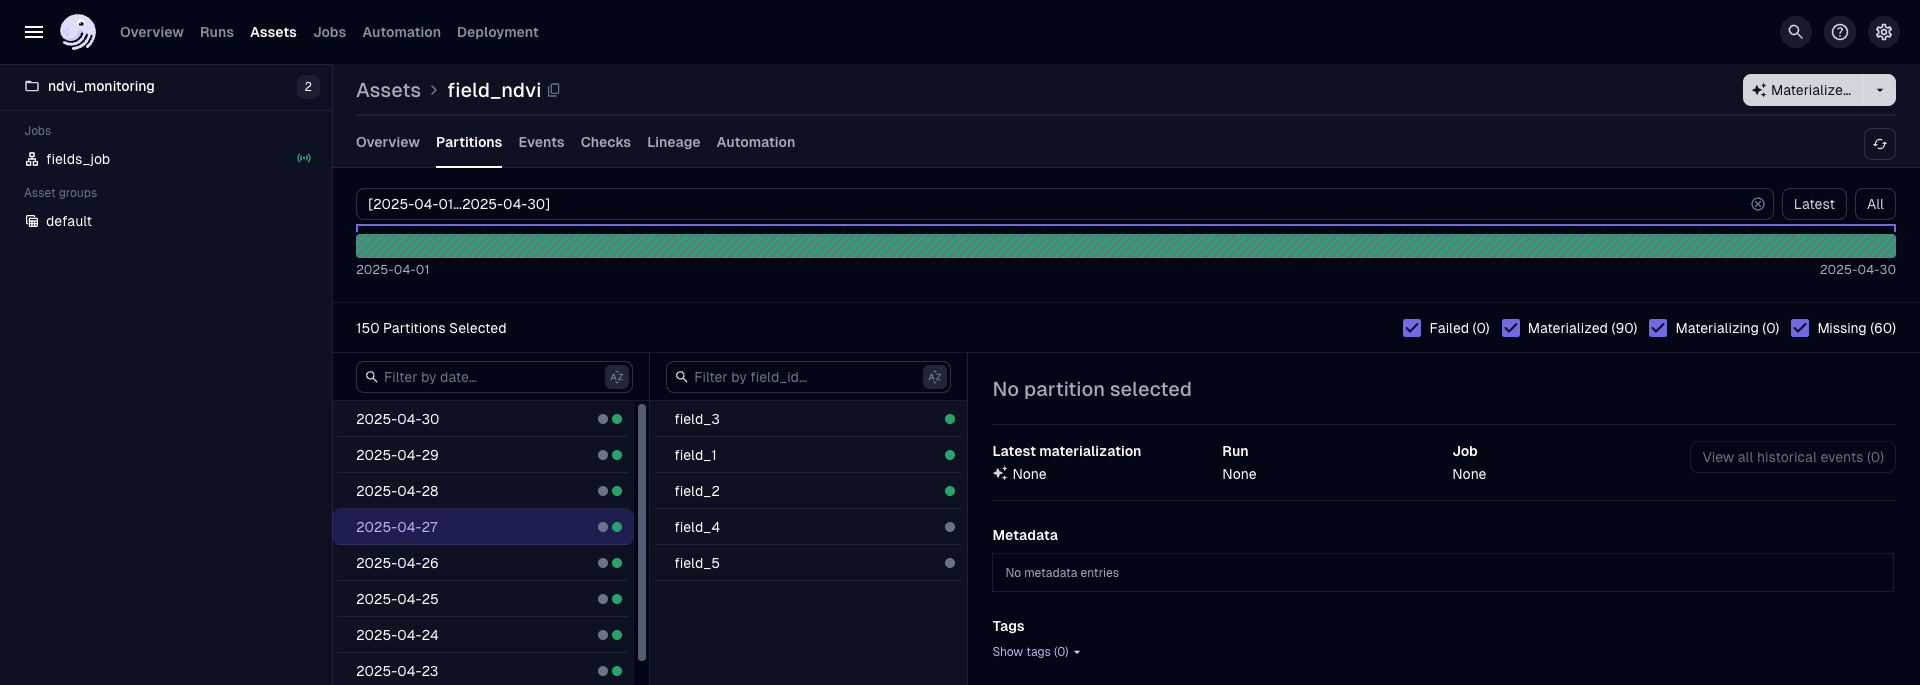 Overview Runs Assets Jobs Automation Deployment
ndvi_monitoring 2
Jobs
fields_job
Asset groups
default
Assets > field_ndvi
Materialize...
Overview Partitions Events Checks Lineage Automation
[2025-04-01...2025-04-30]
Latest
All
2025-04-01
2025-04-30
150 Partitions Selected
Failed (0) Materialized (90) Materializing (0) Missing (60)
Filter by date...
AZ
2025-04-30
2025-04-29
2025-04-28
2025-04-27
2025-04-26
2025-04-25
2025-04-24
2025-04-23
Filter by field_id...
AZ
field_3
field_1
field_2
field_4
field_5
No partition selected
Latest materialization
None
Run
None
Job
None
View all historical events (0)
Metadata
No metadata entries
Tags
Show tags (0)